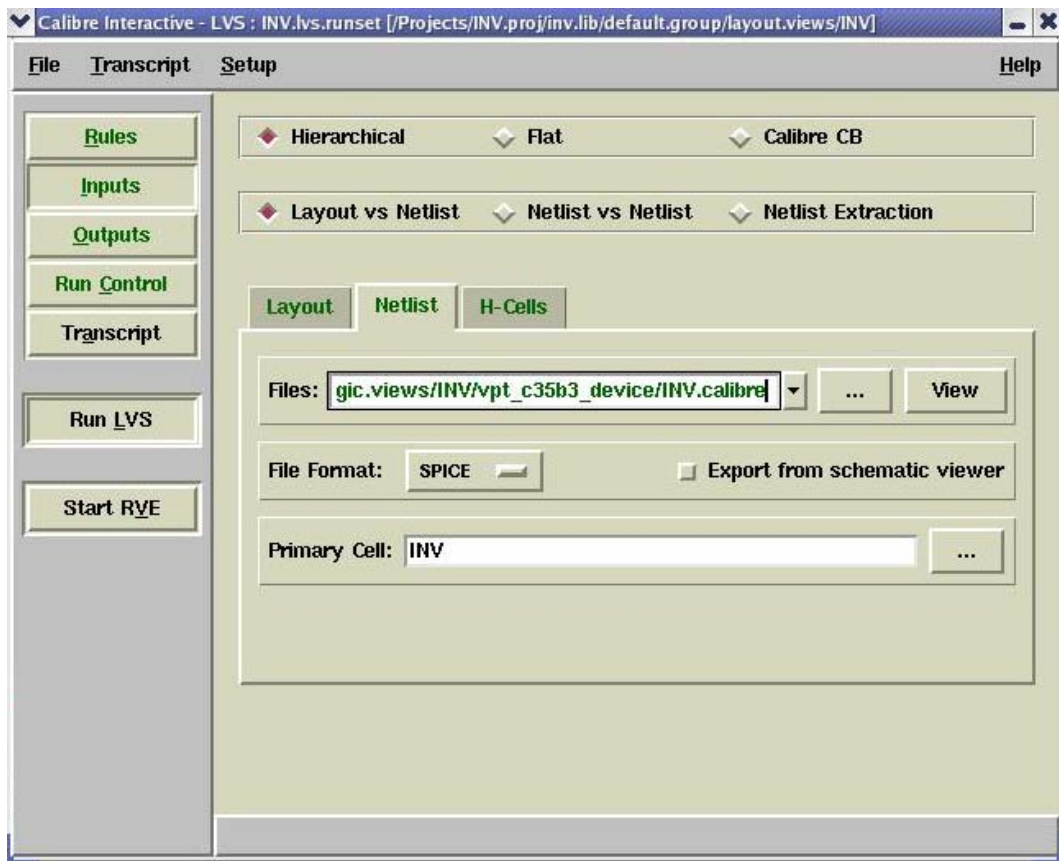 Calibre Interactive - LVS : INV.lvs.runset [/Projects/INV.proj/inv.lib/default.group/layout.views/INV]
File Transcript Setup Help
Rules
Inputs
Outputs
Run Control
Transcript
Run LVS
Start RVE
Hierarchical Flat Calibre CB
Layout vs Netlist Netlist vs Netlist Netlist Extraction
Layout Netlist H-Cells
Files: gic.views/INV/vpt_c35b3_device/INV.calibre ... View
File Format: SPICE Export from schematic viewer
Primary Cell: INV ...